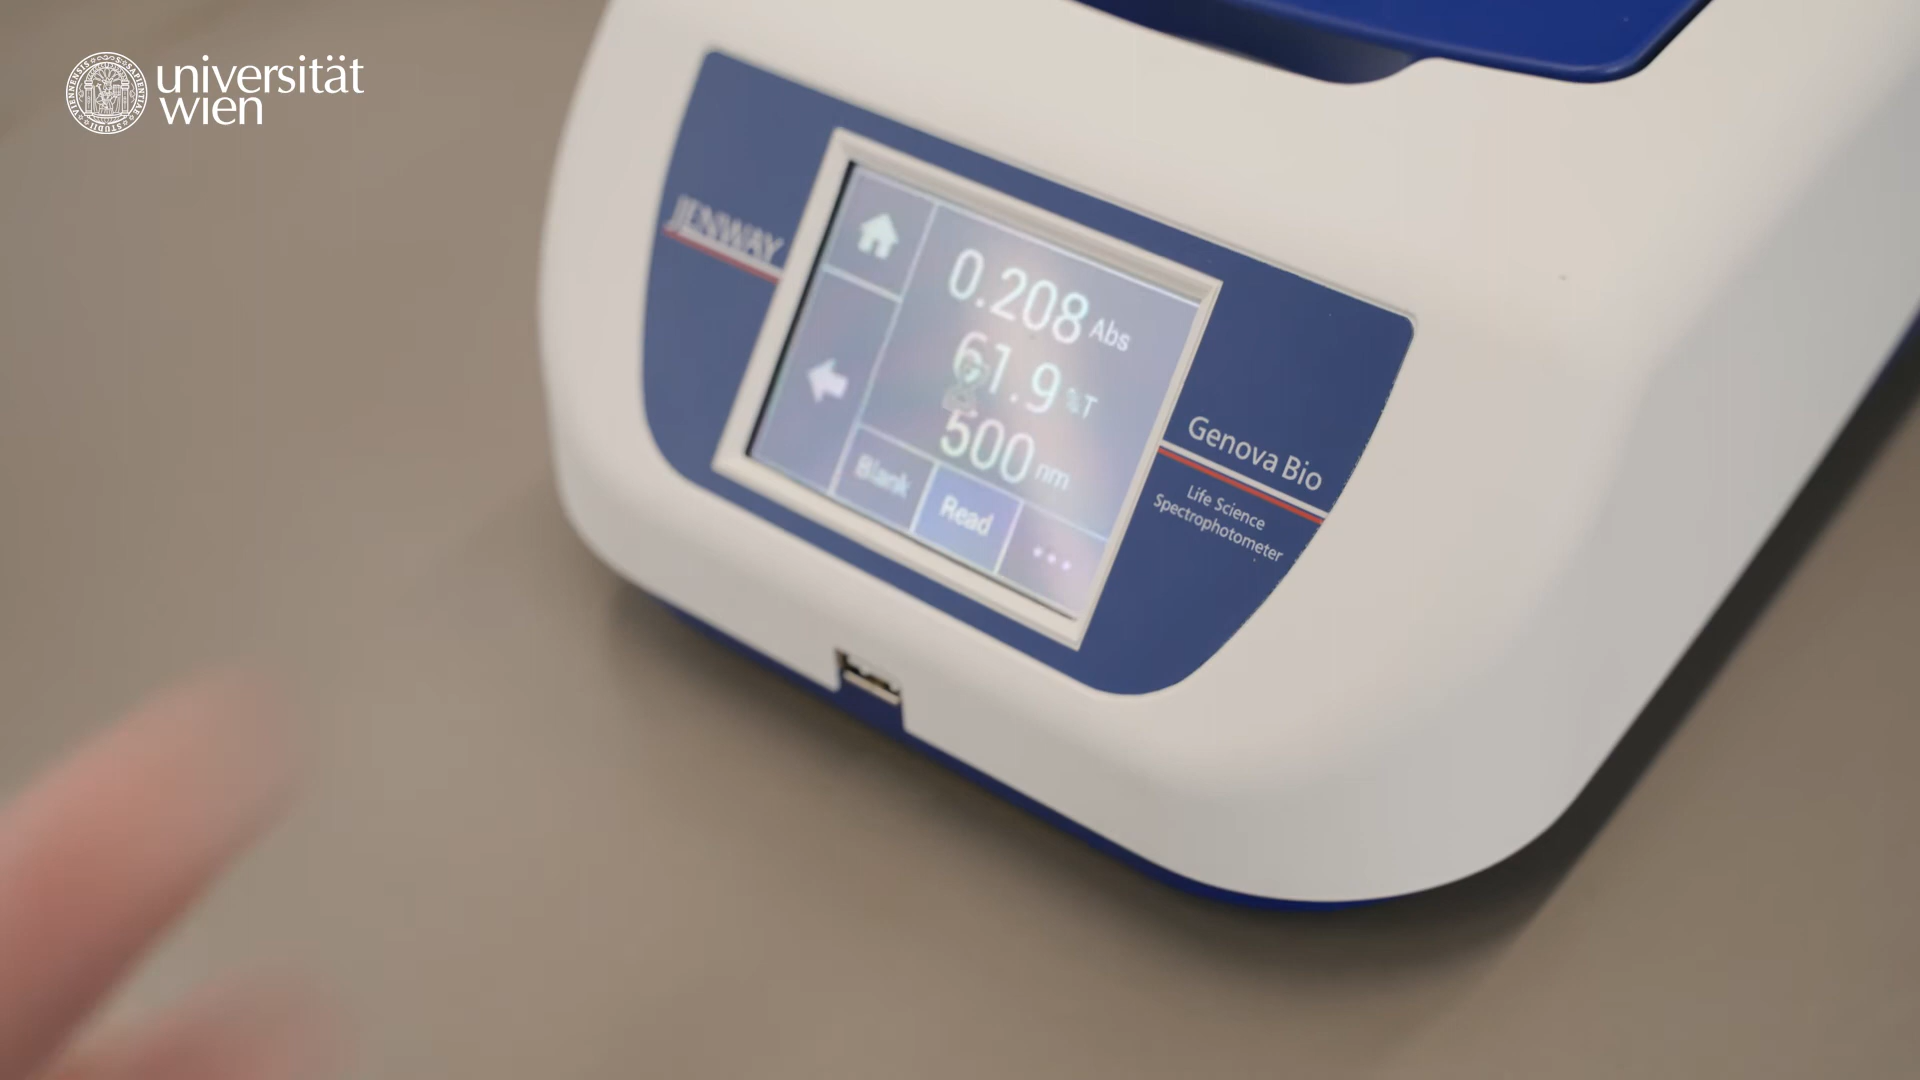 universität
wien
JENWAY
0.208 Abs
61.9 %T
500 nm
Blank
Read
Genova Bio
Life Science
Spectrophotometer